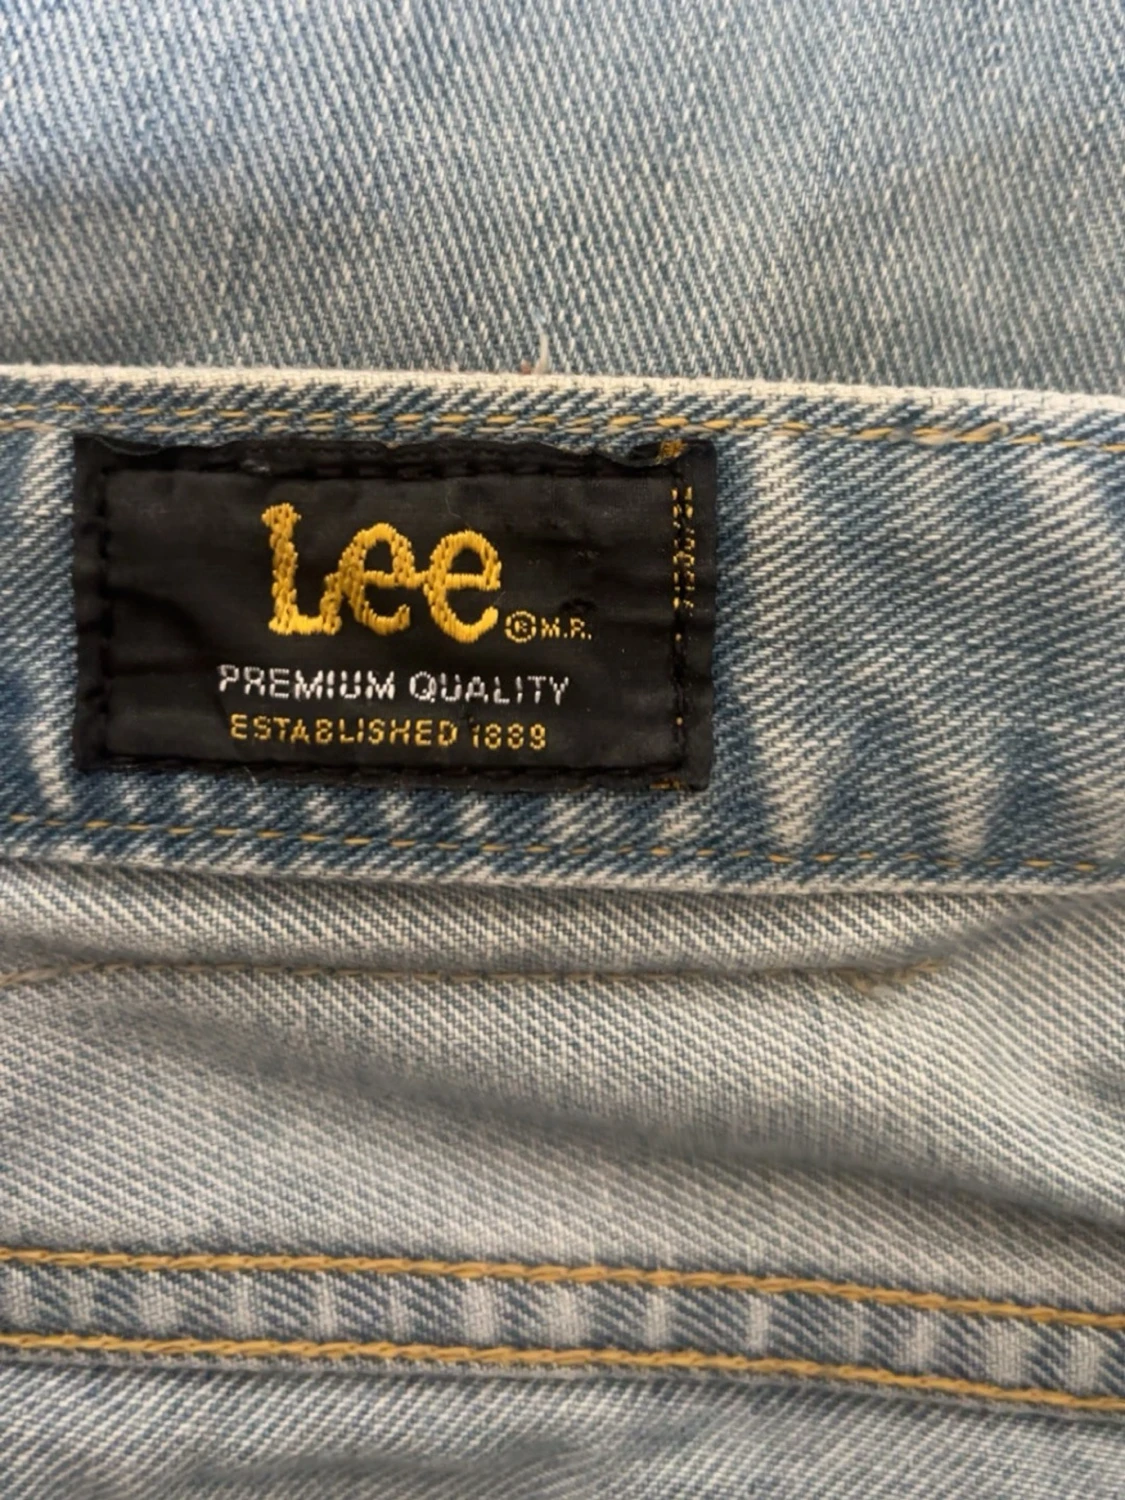 Lee ® M.R.
PREMIUM QUALITY
ESTABLISHED 1889